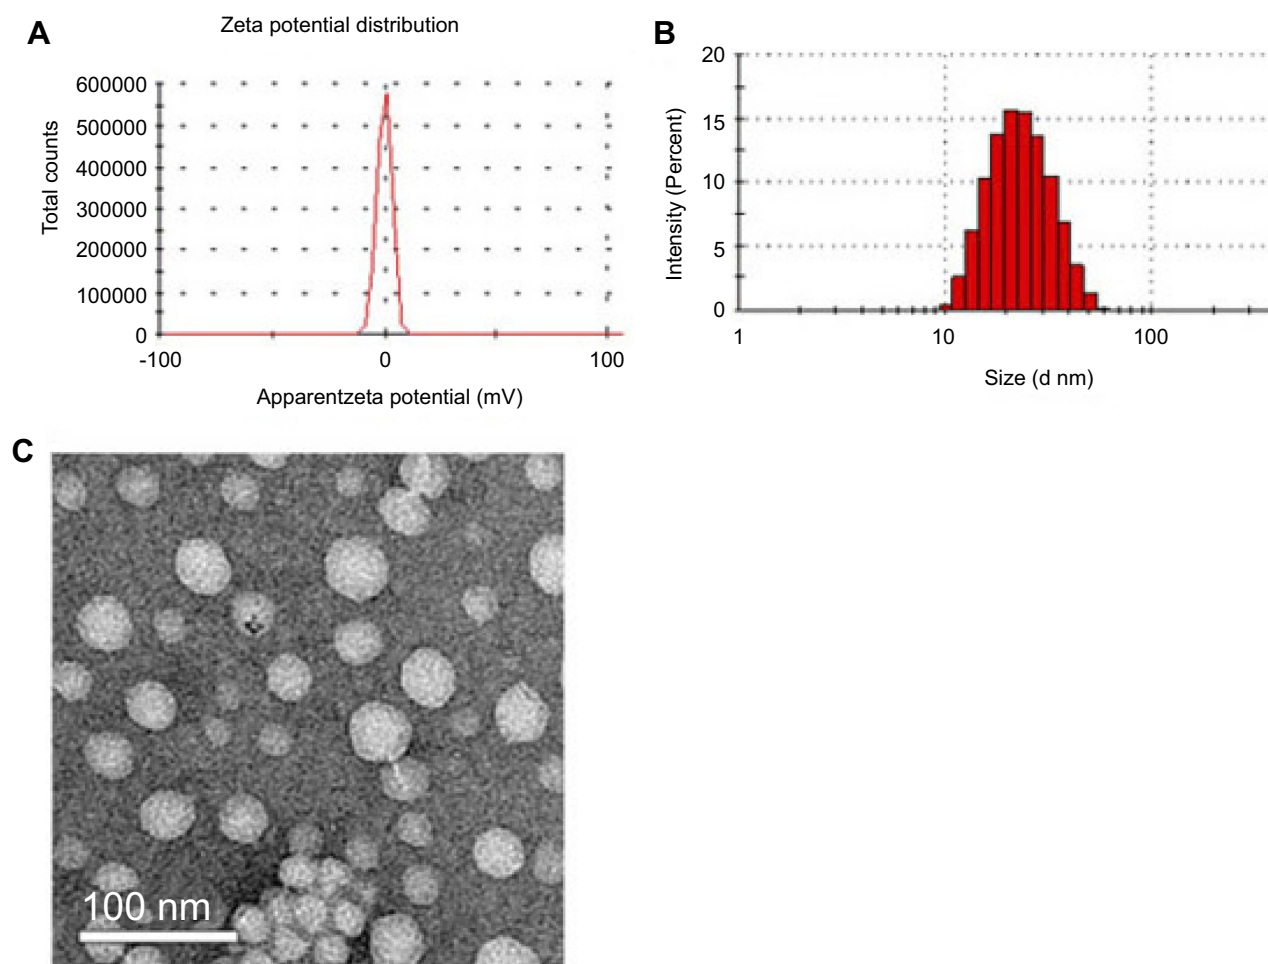 A
Zeta potential distribution
600000
500000
400000
300000
200000
100000
0
-100 0 100
Total counts
Apparentzeta potential (mV)
B
20
15
10
5
0
1 10 100
Intensity (Percent)
Size (d nm)
C
100 nm